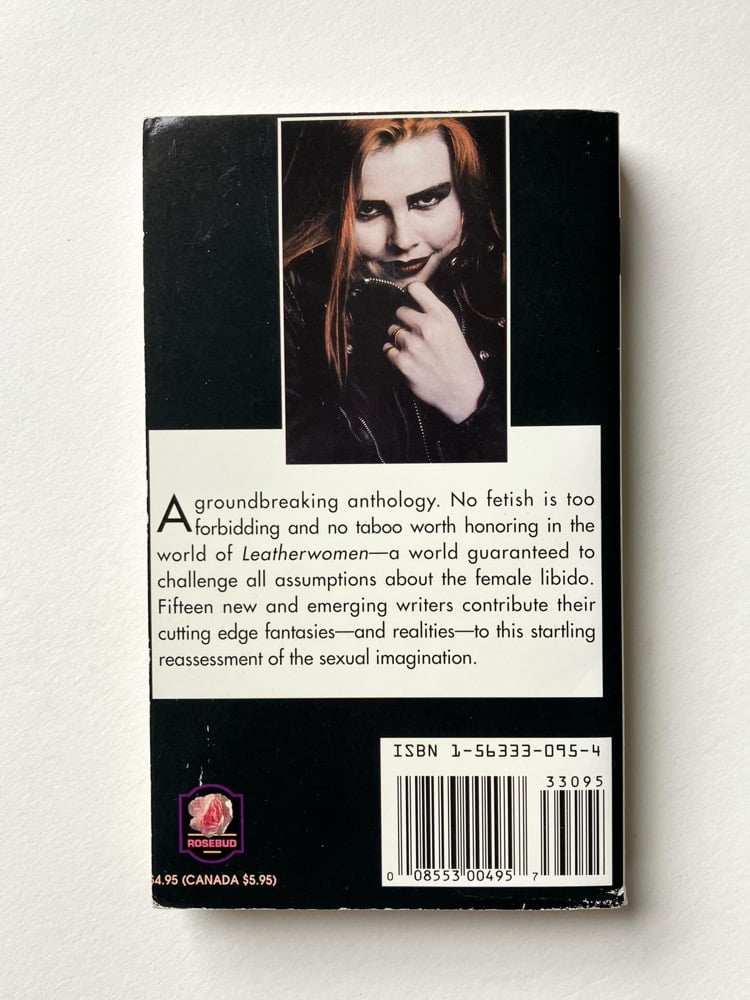 A groundbreaking anthology. No fetish is too
forbidding and no taboo worth honoring in the
world of Leatherwomen—a world guaranteed to
challenge all assumptions about the female libido.
Fifteen new and emerging writers contribute their
cutting edge fantasies—and realities—to this startling
reassessment of the sexual imagination.
ISBN 1-56333-095-4
33095
0 08553 00495 7
ROSEBUD
$4.95 (CANADA $5.95)